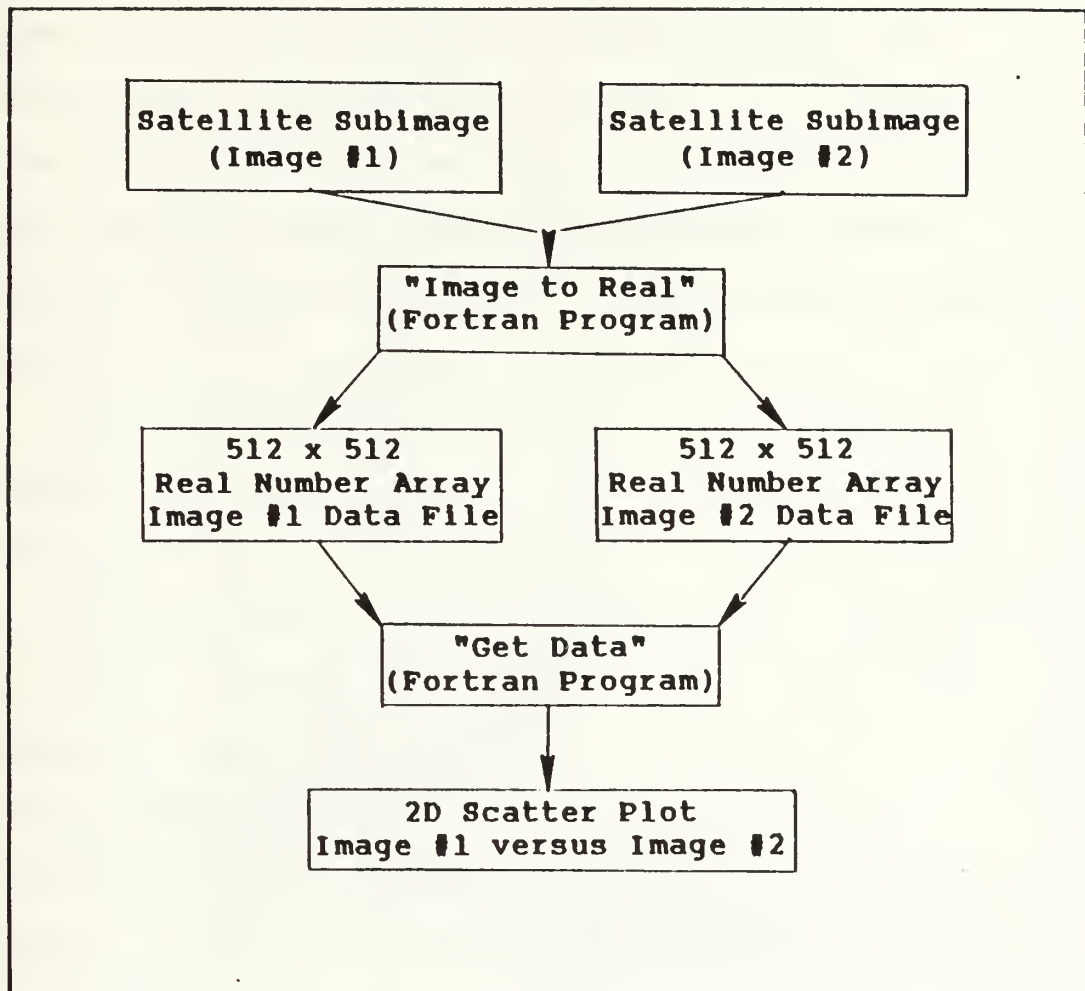 Satellite Subimage
(Image #1)
Satellite Subimage
(Image #2)
"Image to Real"
(Fortran Program)
512 x 512
Real Number Array
Image #1 Data File
512 x 512
Real Number Array
Image #2 Data File
"Get Data"
(Fortran Program)
2D Scatter Plot
Image #1 versus Image #2